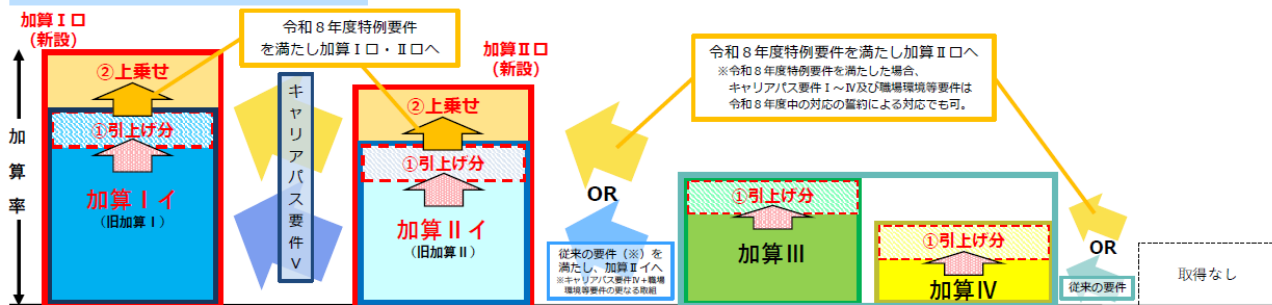 加算Ⅰロ
(新設)
②上乗せ
①引上げ分
加算Ⅰイ
(旧加算Ⅰ)
加算率
令和８年度特例要件
を満たし加算Ⅰロ・Ⅱロへ
キャリアパス要件Ⅴ
加算Ⅱロ
(新設)
②上乗せ
①引上げ分
加算Ⅱイ
(旧加算Ⅱ)
令和８年度特例要件を満たし加算Ⅱロへ
※令和８年度特例要件を満たした場合、
キャリアパス要件Ⅰ～Ⅳ及び職場環境等要件は
令和８年度中の対応の誓約による対応でも可。
OR
従来の要件（※）を
満たし、加算Ⅱイへ
※キャリアパス要件Ⅳ＋職場
環境等要件の更なる取組
①引上げ分
加算Ⅲ
①引上げ分
加算Ⅳ
OR
従来の要件
取得なし